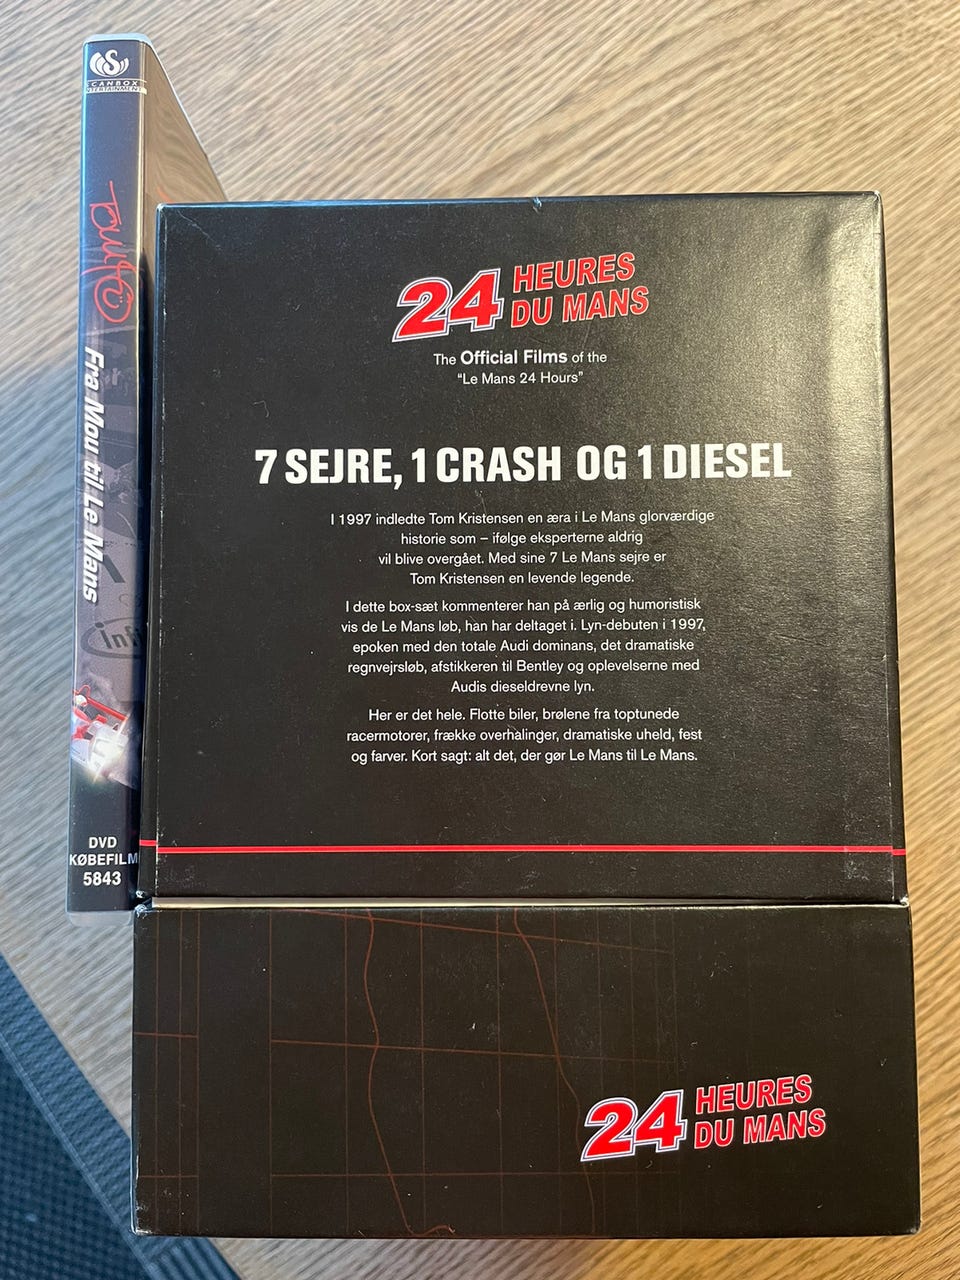 SCANBOX
ENTERTAINMENT
Fra Mou til Le Mans
DVD
KØBEFILM
5843
24 HEURES
DU MANS
The Official Films of the
"Le Mans 24 Hours"
7 SEJRE, 1 CRASH OG 1 DIESEL
I 1997 indledte Tom Kristensen en æra i Le Mans glorværdige
historie som – ifølge eksperterne aldrig
vil blive overgået. Med sine 7 Le Mans sejre er
Tom Kristensen en levende legende.
I dette box-sæt kommenterer han på ærlig og humoristisk
vis de Le Mans løb, han har deltaget i. Lyn-debuten i 1997,
epoken med den totale Audi dominans, det dramatiske
regnvejrsløb, afstikkeren til Bentley og oplevelserne med
Audis dieseldrevne lyn.
Her er det hele. Flotte biler, brølene fra toptunede
racermotorer, frække overhalinger, dramatiske uheld, fest
og farver. Kort sagt: alt det, der gør Le Mans til Le Mans.
24 HEURES
DU MANS